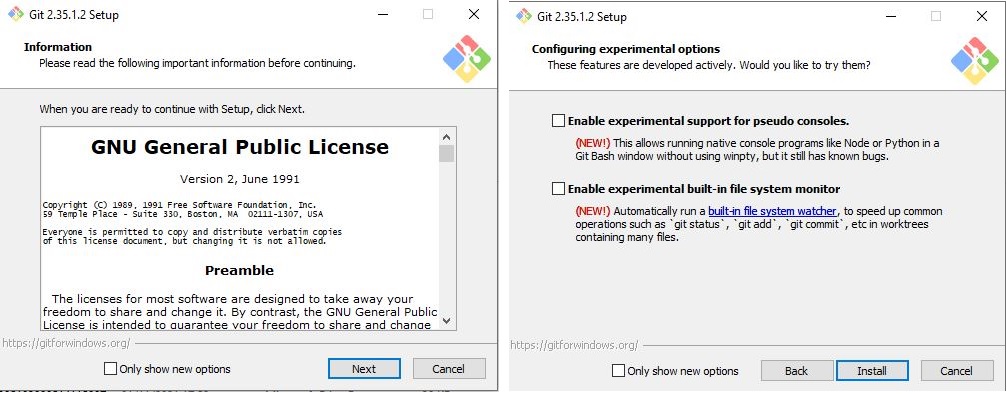 Git 2.35.1.2 Setup
Information
Please read the following important information before continuing.
When you are ready to continue with Setup, click Next.
GNU General Public License
Version 2, June 1991
Copyright (C) 1989, 1991 Free Software Foundation, Inc.
59 Temple Place - Suite 330, Boston, MA  02111-1307, USA
Everyone is permitted to copy and distribute verbatim copies
of this license document, but changing it is not allowed.
Preamble
The licenses for most software are designed to take away your
freedom to share and change it. By contrast, the GNU General Public
License is intended to guarantee your freedom to share and change
https://gitforwindows.org/
Only show new options
Next
Cancel
Git 2.35.1.2 Setup
Configuring experimental options
These features are developed actively. Would you like to try them?
Enable experimental support for pseudo consoles.
(NEW!) This allows running native console programs like Node or Python in a
Git Bash window without using winpty, but it still has known bugs.
Enable experimental built-in file system monitor
(NEW!) Automatically run a built-in file system watcher, to speed up common
operations such as `git status`, `git add`, `git commit`, etc in worktrees
containing many files.
https://gitforwindows.org/
Only show new options
Back
Install
Cancel